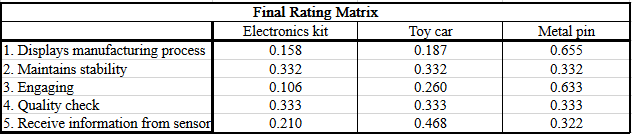 Final Rating Matrix
Electronics kit Toy car Metal pin
1. Displays manufacturing process 0.158 0.187 0.655
2. Maintains stability 0.332 0.332 0.332
3. Engaging 0.106 0.260 0.633
4. Quality check 0.333 0.333 0.333
5. Receive information from sensor 0.210 0.468 0.322